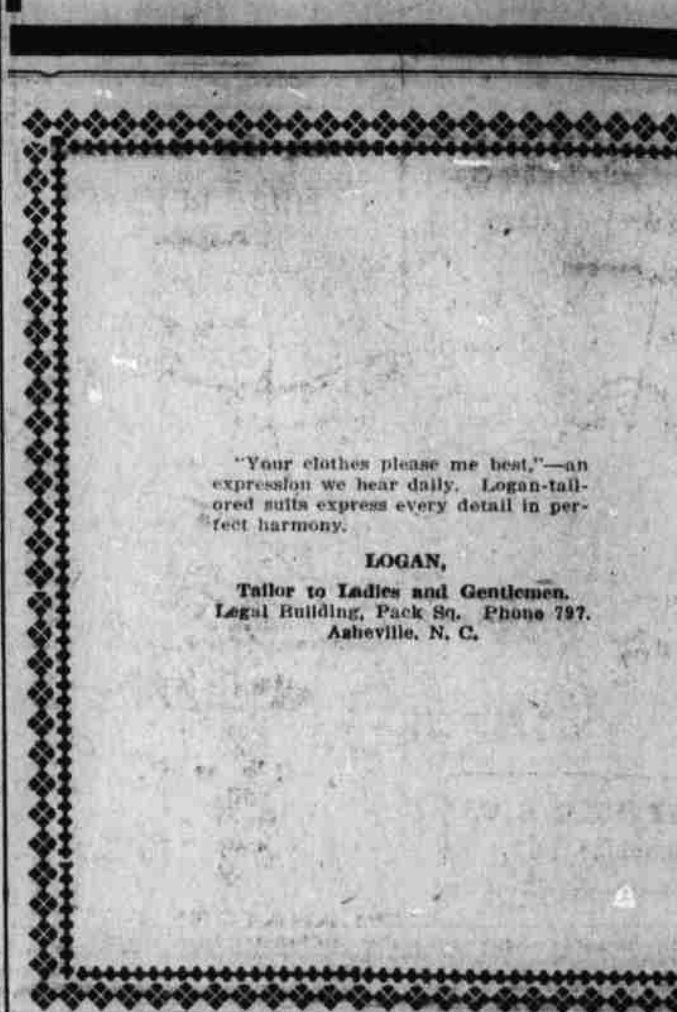 "Your clothes please me best,"—an
expression we hear daily. Logan-tail-
ored suits express every detail in per-
fect harmony.
LOGAN,
Tailor to Ladies and Gentlemen.
Legal Building, Pack Sq. Phone 797.
Asheville, N. C.